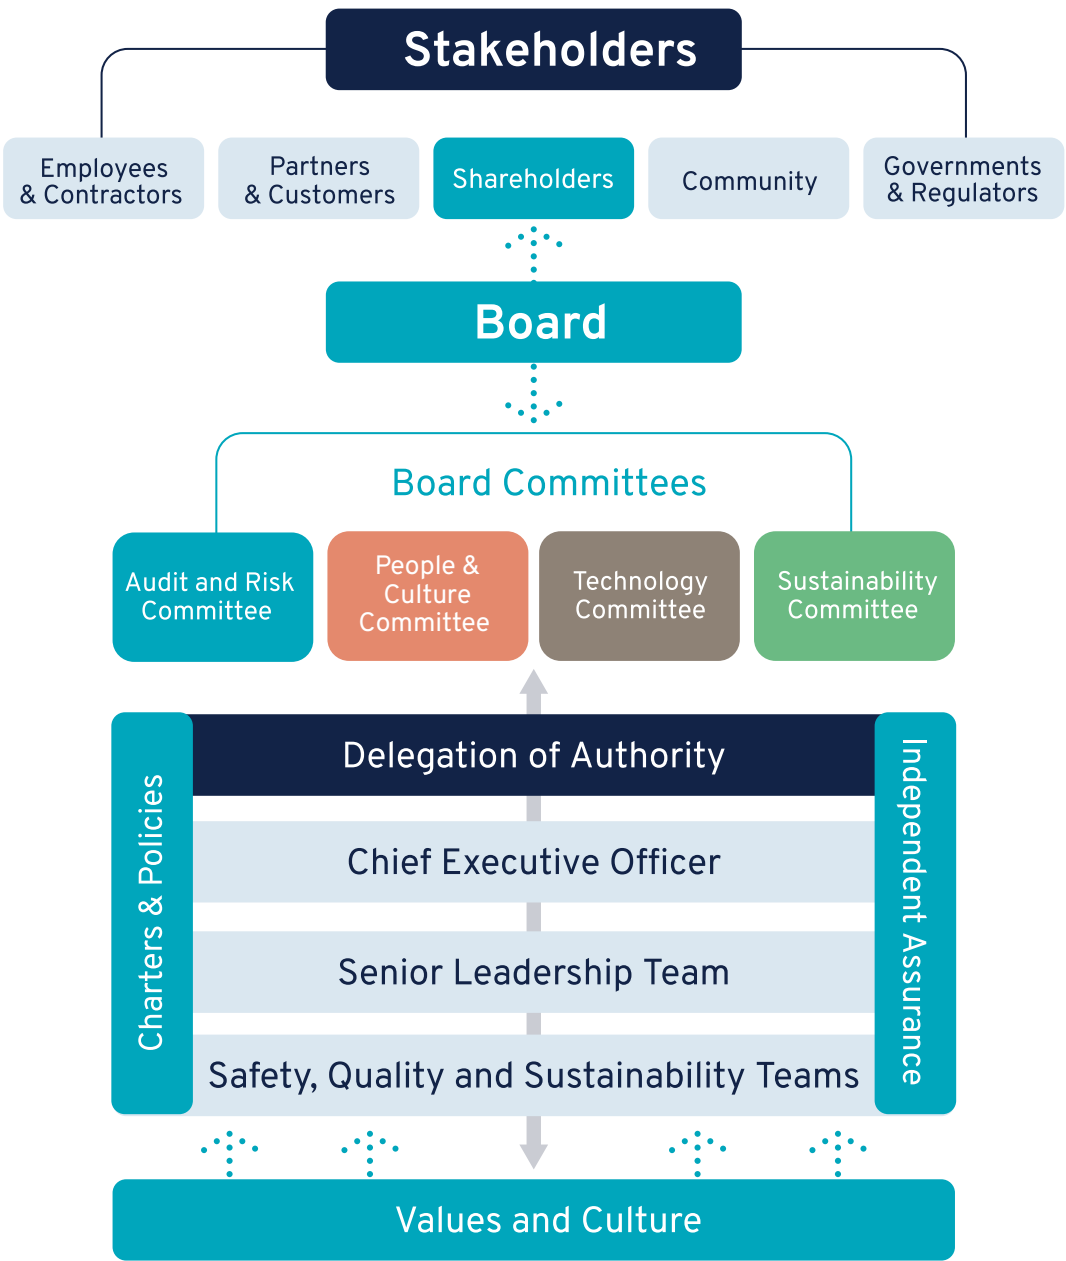 Stakeholders
Employees
& Contractors
Partners
& Customers
Shareholders
Community
Governments
& Regulators
Board
Board Committees
Audit and Risk
Committee
People &
Culture
Committee
Technology
Committee
Sustainability
Committee
Charters & Policies
Delegation of Authority
Chief Executive Officer
Senior Leadership Team
Safety, Quality and Sustainability Teams
Independent Assurance
Values and Culture